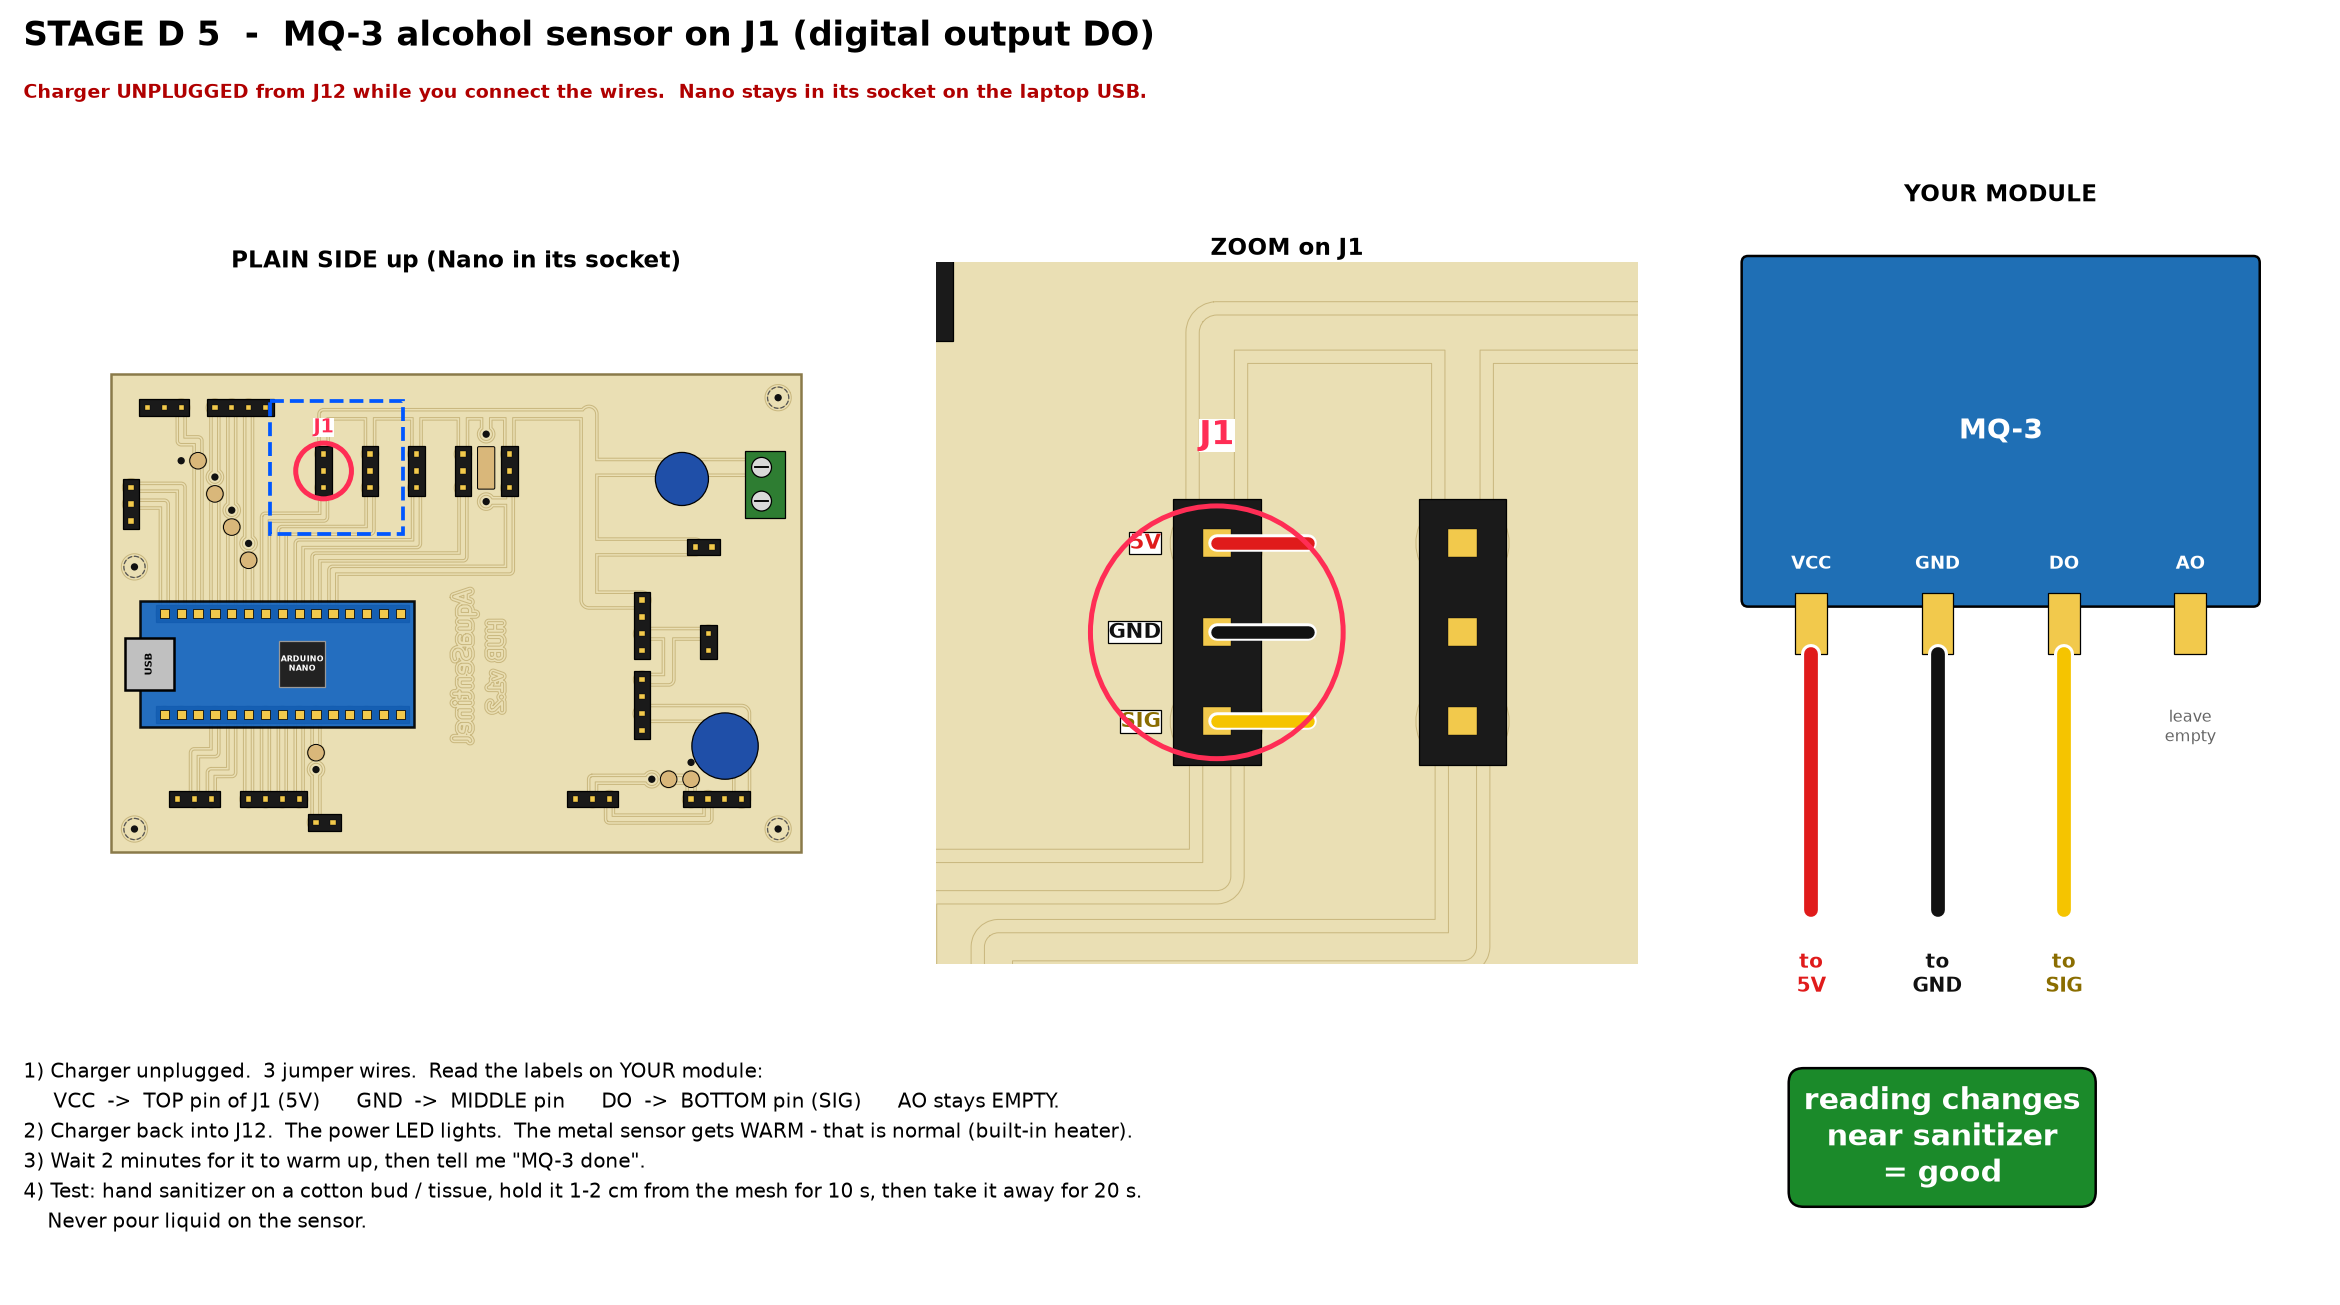 STAGE D 5  -  MQ-3 alcohol sensor on J1 (digital output DO)
Charger UNPLUGGED from J12 while you connect the wires.  Nano stays in its socket on the laptop USB.
PLAIN SIDE up (Nano in its socket)
J1
USB
ARDUINO
NANO
AquaSentinel
HUB v1.2
ZOOM on J1
J1
5V
GND
SIG
YOUR MODULE
MQ-3
VCC GND DO AO
leave
empty
to
5V
to
GND
to
SIG
1) Charger unplugged.  3 jumper wires.  Read the labels on YOUR module:
VCC  ->  TOP pin of J1 (5V)      GND  ->  MIDDLE pin      DO  ->  BOTTOM pin (SIG)      AO stays EMPTY.
2) Charger back into J12.  The power LED lights.  The metal sensor gets WARM - that is normal (built-in heater).
3) Wait 2 minutes for it to warm up, then tell me "MQ-3 done".
4) Test: hand sanitizer on a cotton bud / tissue, hold it 1-2 cm from the mesh for 10 s, then take it away for 20 s.
Never pour liquid on the sensor.
reading changes
near sanitizer
= good